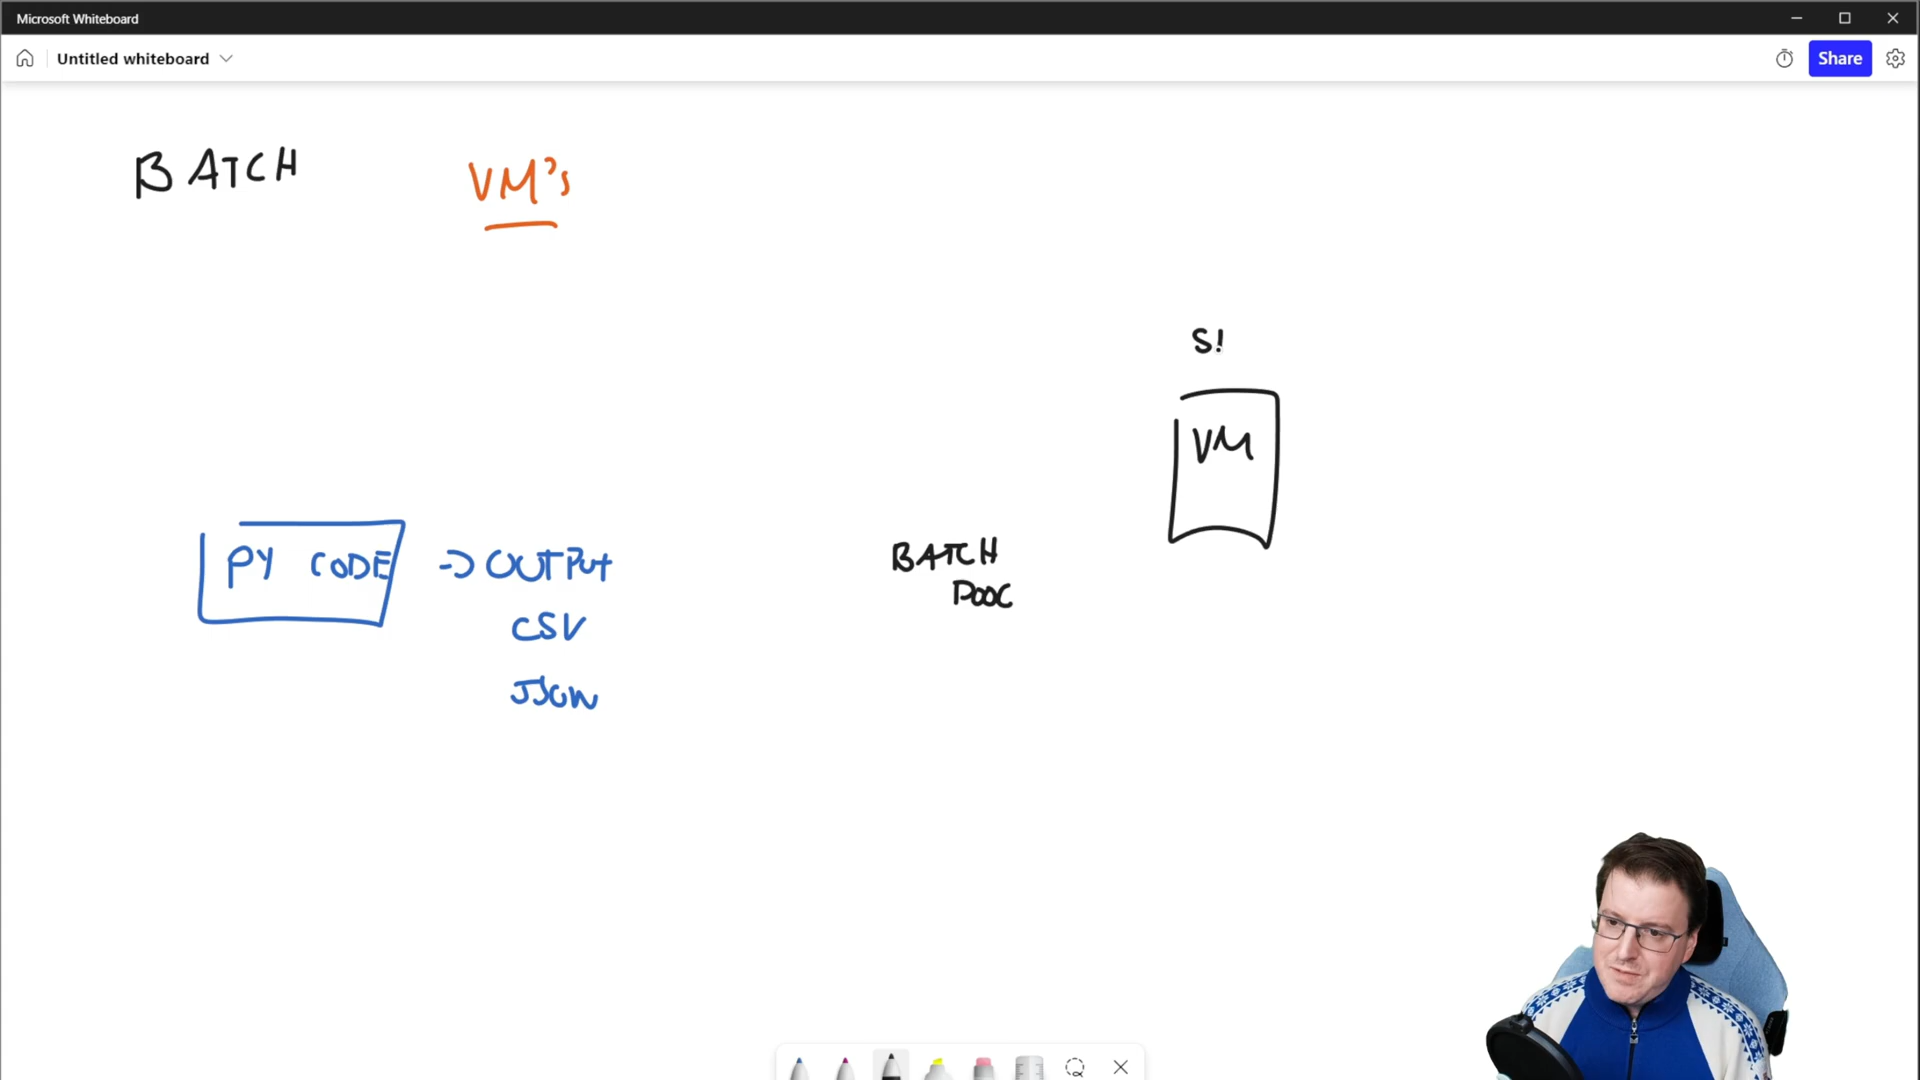 Microsoft Whiteboard
Untitled whiteboard
Share
BATCH
VM's
S!
VM
PY CODE -> OUTPUT
CSV
JSON
BATCH
POOL